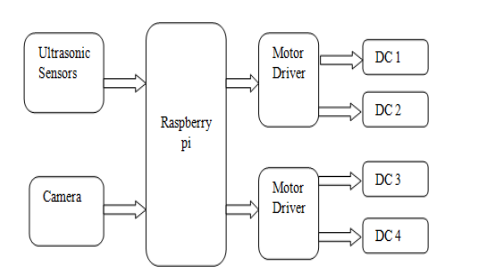 Ultrasonic
Sensors
Camera
Raspberry
pi
Motor
Driver
DC 1
DC 2
Motor
Driver
DC 3
DC 4